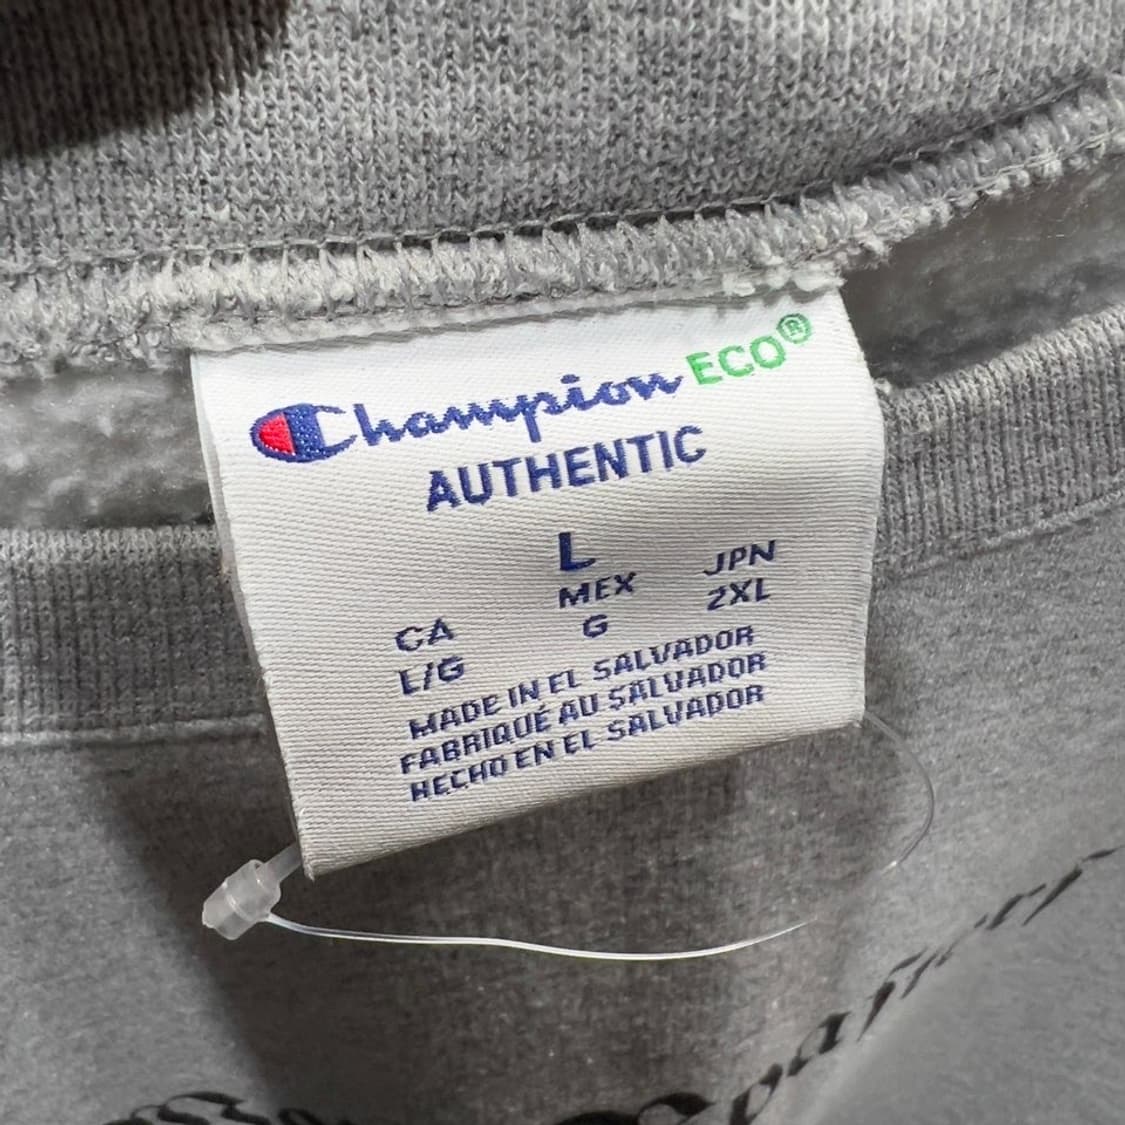 Champion ECO®
AUTHENTIC
L
MEX JPN
G 2XL
CA
L/G
MADE IN EL SALVADOR
FABRIQUÉ AU SALVADOR
HECHO EN EL SALVADOR